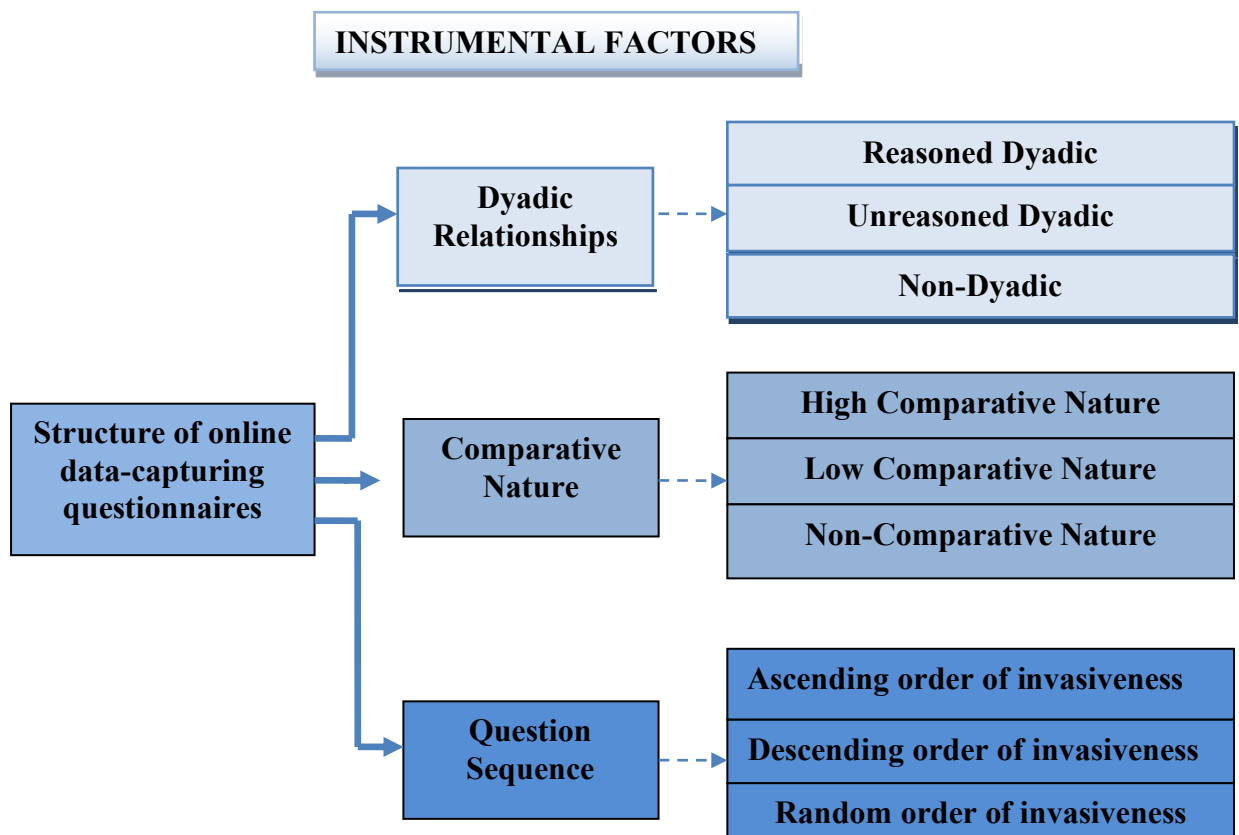 INSTRUMENTAL FACTORS
Dyadic
Relationships
Reasoned Dyadic
Unreasoned Dyadic
Non-Dyadic
Structure of online
data-capturing
questionnaires
Comparative
Nature
High Comparative Nature
Low Comparative Nature
Non-Comparative Nature
Question
Sequence
Ascending order of invasiveness
Descending order of invasiveness
Random order of invasiveness